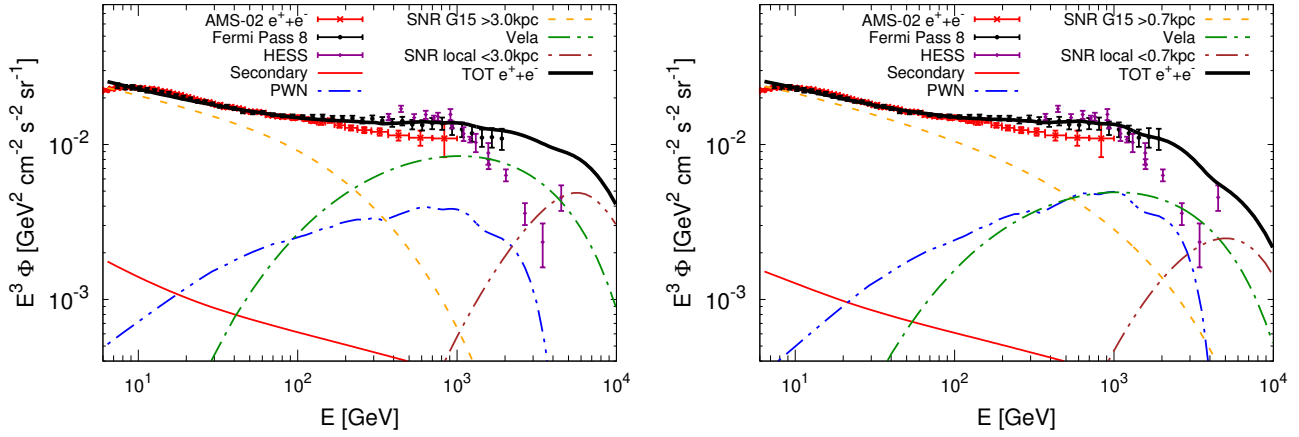 AMS-02 e⁺+e⁻
Fermi Pass 8
HESS
Secondary
PWN
SNR G15 >3.0kpc
Vela
SNR local <3.0kpc
TOT e⁺+e⁻
E³ Φ [GeV² cm⁻² s⁻² sr⁻¹]
10⁻²
10⁻³
10¹
10²
10³
10⁴
E [GeV]
AMS-02 e⁺+e⁻
Fermi Pass 8
HESS
Secondary
PWN
SNR G15 >0.7kpc
Vela
SNR local <0.7kpc
TOT e⁺+e⁻
E³ Φ [GeV² cm⁻² s⁻² sr⁻¹]
10⁻²
10⁻³
10¹
10²
10³
10⁴
E [GeV]